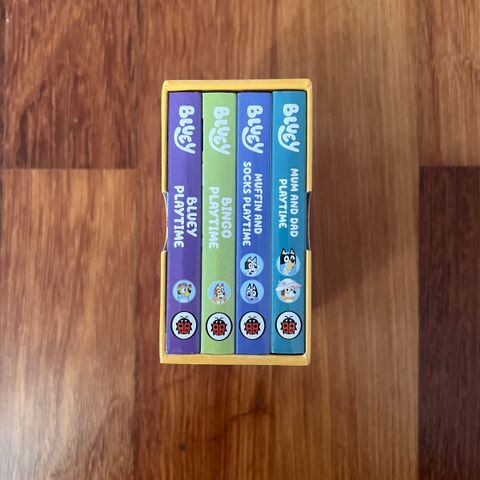 BLUEY
BLUEY
PLAYTIME
BLUEY
BINGO
PLAYTIME
BLUEY
MUFFIN AND
SOCKS PLAYTIME
BLUEY
MUM AND DAD
PLAYTIME